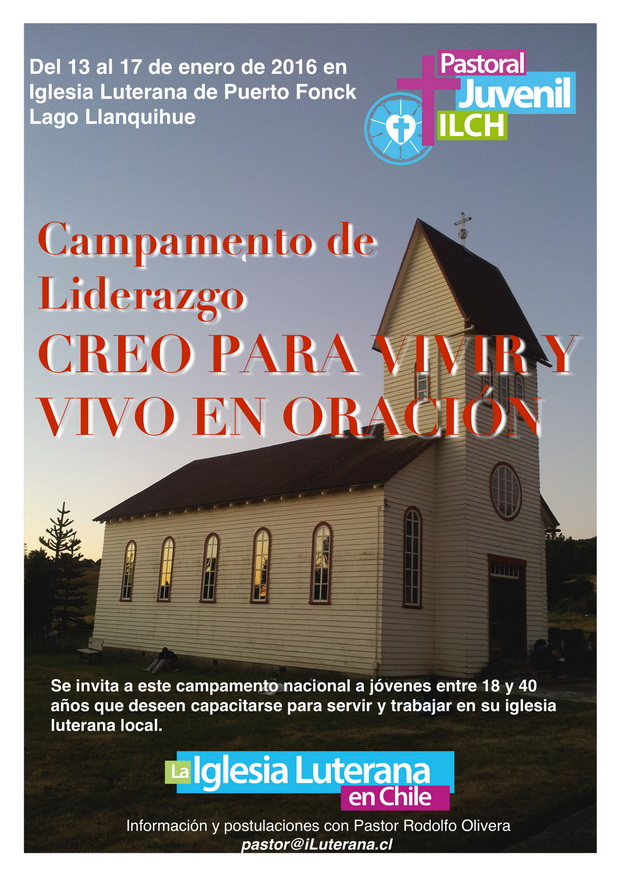 Del 13 al 17 de enero de 2016 en
Iglesia Luterana de Puerto Fonck
Lago Llanquihue
Pastoral
Juvenil
ILCH
Campamento de
Liderazgo
CREO PARA VIVIR Y
VIVO EN ORACIÓN
Se invita a este campamento nacional a jóvenes entre 18 y 40
años que deseen capacitarse para servir y trabajar en su iglesia
luterana local.
La Iglesia Luterana
en Chile
Información y postulaciones con Pastor Rodolfo Olivera
pastor@iLuterana.cl